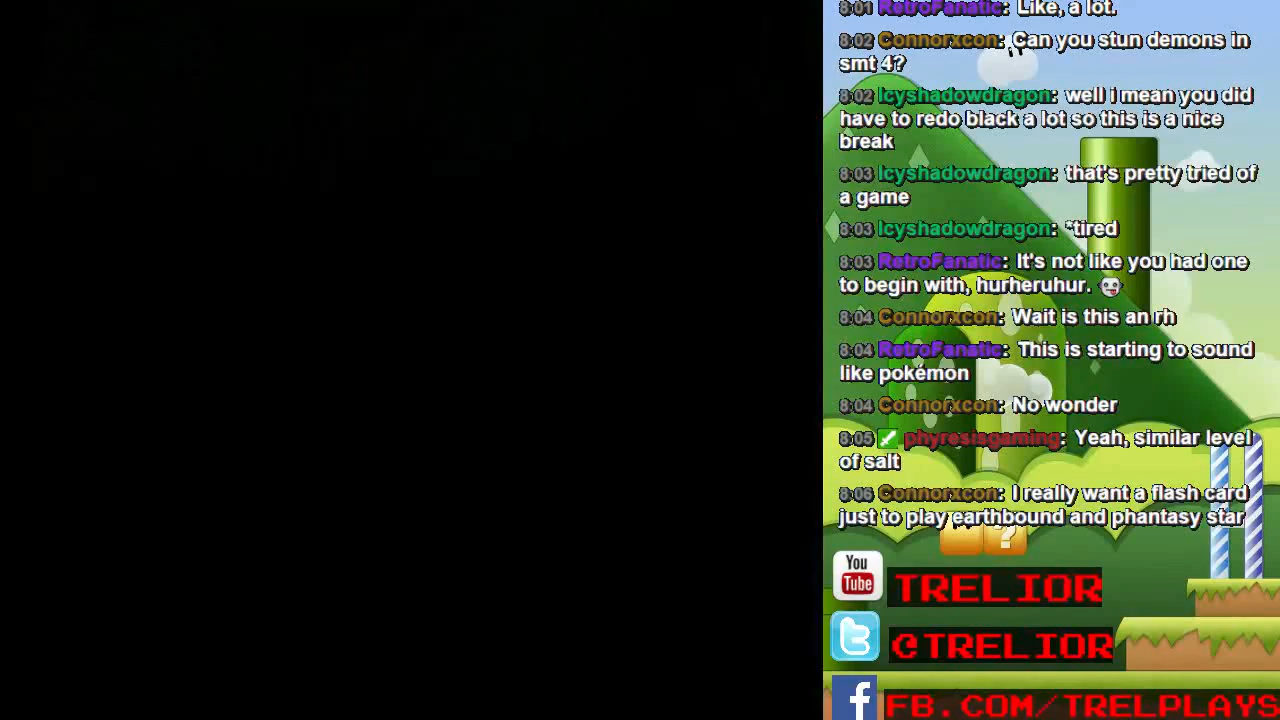 8:01 RetroFanatic: Like, a lot.
8:02 Connorxcon: Can you stun demons in
smt 4?
8:02 Icyshadowdragon: well i mean you did
have to redo black a lot so this is a nice
break
8:03 Icyshadowdragon: that's pretty tried of
a game
8:03 Icyshadowdragon: *tired
8:03 RetroFanatic: It's not like you had one
to begin with, hurheruhur.
8:04 Connorxcon: Wait is this an rh
8:04 RetroFanatic: This is starting to sound
like pokémon
8:04 Connorxcon: No wonder
8:05 phyresisgaming: Yeah, similar level
of salt
8:06 Connorxcon: I really want a flash card
just to play earthbound and phantasy star
?
You
Tube
TRELIOR
@TRELIOR
f
FB.COM/TRELPLAYS